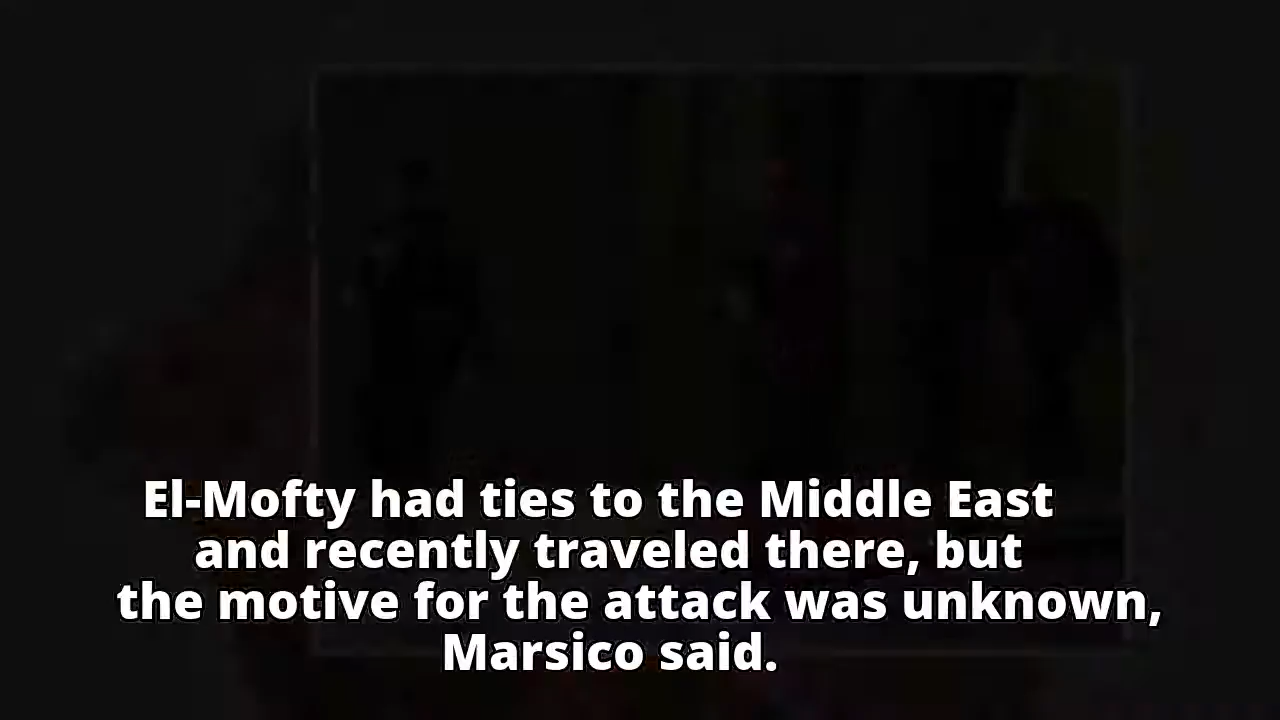 El-Mofty had ties to the Middle East
and recently traveled there, but
the motive for the attack was unknown,
Marsico said.